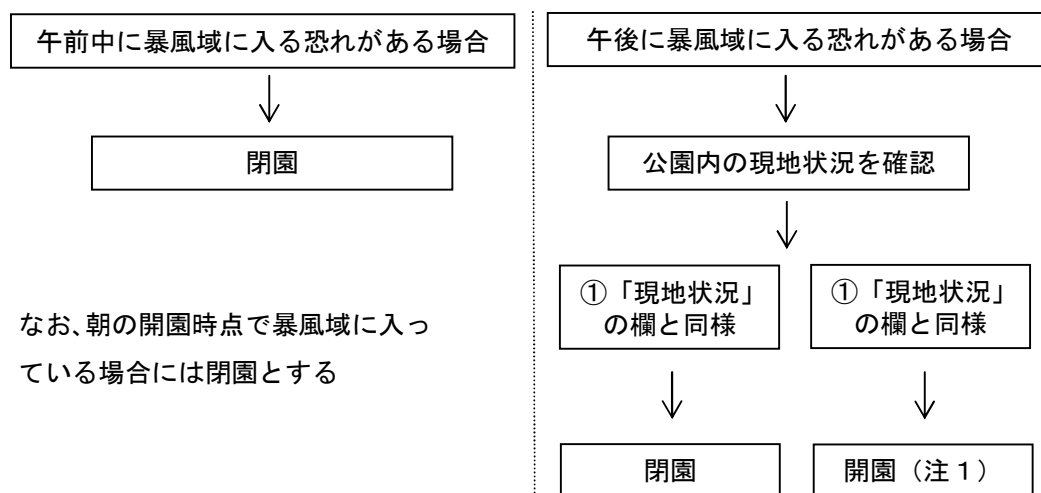 午前中に暴風域に入る恐れがある場合
閉園
なお、朝の開園時点で暴風域に入っ
ている場合には閉園とする
午後に暴風域に入る恐れがある場合
公園内の現地状況を確認
①「現地状況」
の欄と同様
①「現地状況」
の欄と同様
閉園
開園（注１）